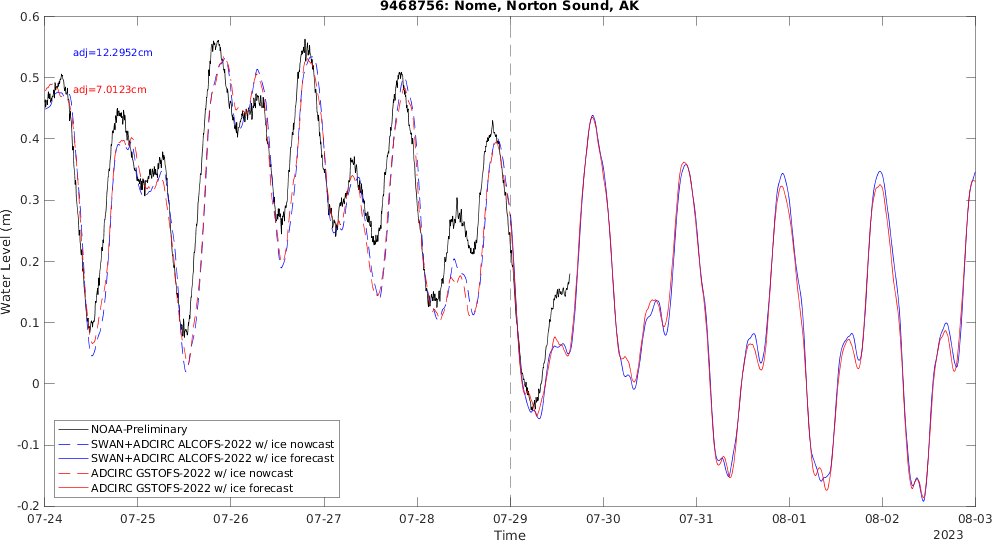 9468756: Nome, Norton Sound, AK
0.6
0.5
0.4
0.3
0.2
0.1
0
-0.1
-0.2
Water Level (m)
adj=12.2952cm
adj=7.0123cm
NOAA-Preliminary
SWAN+ADCIRC ALCOFS-2022 w/ ice nowcast
SWAN+ADCIRC ALCOFS-2022 w/ ice forecast
ADCIRC GSTOFS-2022 w/ ice nowcast
ADCIRC GSTOFS-2022 w/ ice forecast
07-24 07-25 07-26 07-27 07-28 07-29 07-30 07-31 08-01 08-02 08-03
Time
2023